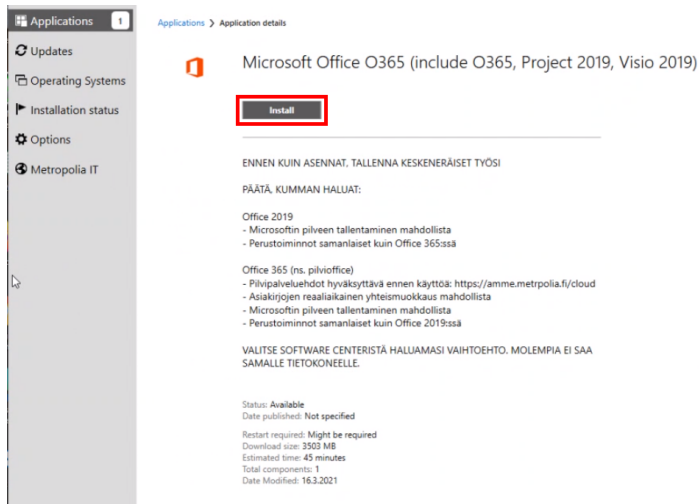 Applications 1
Updates
Operating Systems
Installation status
Options
Metropolia IT
Applications ❯ Application details
Microsoft Office O365 (include O365, Project 2019, Visio 2019)
Install
ENNEN KUIN ASENNAT, TALLENNA KESKENERÄISET TYÖSI
PÄÄTÄ, KUMMAN HALUAT:
Office 2019
- Microsoftin pilveen tallentaminen mahdollista
- Perustoiminnot samanlaiset kuin Office 365:ssä
Office 365 (ns. pilvioffice)
- Pilvipalveluehdot hyväksyttävä ennen käyttöä: https://amme.metrpolia.fi/cloud
- Asiakirjojen reaaliaikainen yhteismuokkaus mahdollista
- Microsoftin pilveen tallentaminen mahdollista
- Perustoiminnot samanlaiset kuin Office 2019:ssä
VALITSE SOFTWARE CENTERISTÄ HALUAMASI VAIHTOEHTO. MOLEMPIA EI SAA
SAMALLE TIETOKONEELLE.
Status: Available
Date published: Not specified
Restart required: Might be required
Download size: 3503 MB
Estimated time: 45 minutes
Total components: 1
Date Modified: 16.3.2021